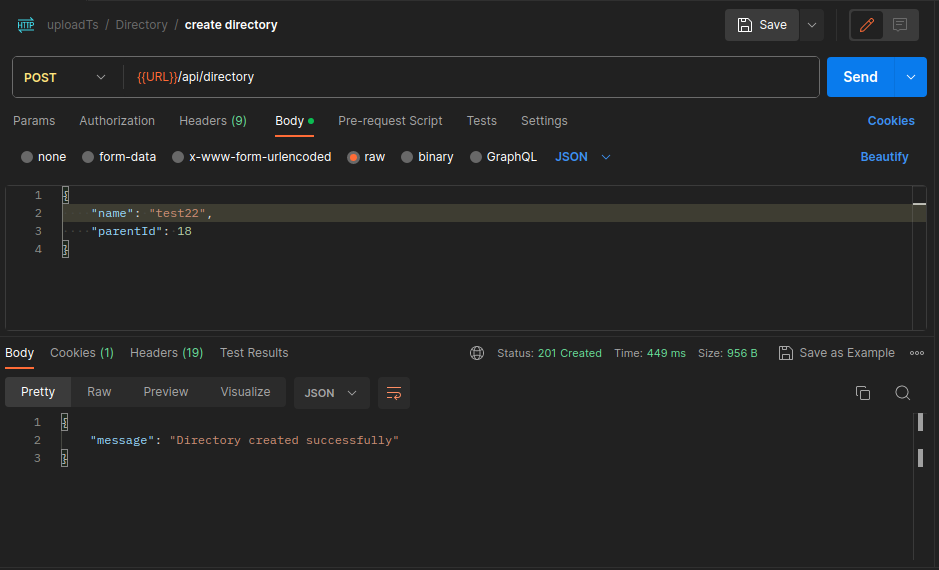 HTTP uploadTs / Directory / create directory Save
POST {{URL}}/api/directory Send
Params Authorization Headers (9) Body Pre-request Script Tests Settings Cookies
none form-data x-www-form-urlencoded raw binary GraphQL JSON Beautify
1 {
2 "name": "test22",
3 "parentId": 18
4 }
Body Cookies (1) Headers (19) Test Results Status: 201 Created Time: 449 ms Size: 956 B Save as Example
Pretty Raw Preview Visualize JSON
1 {
2 "message": "Directory created successfully"
3 }